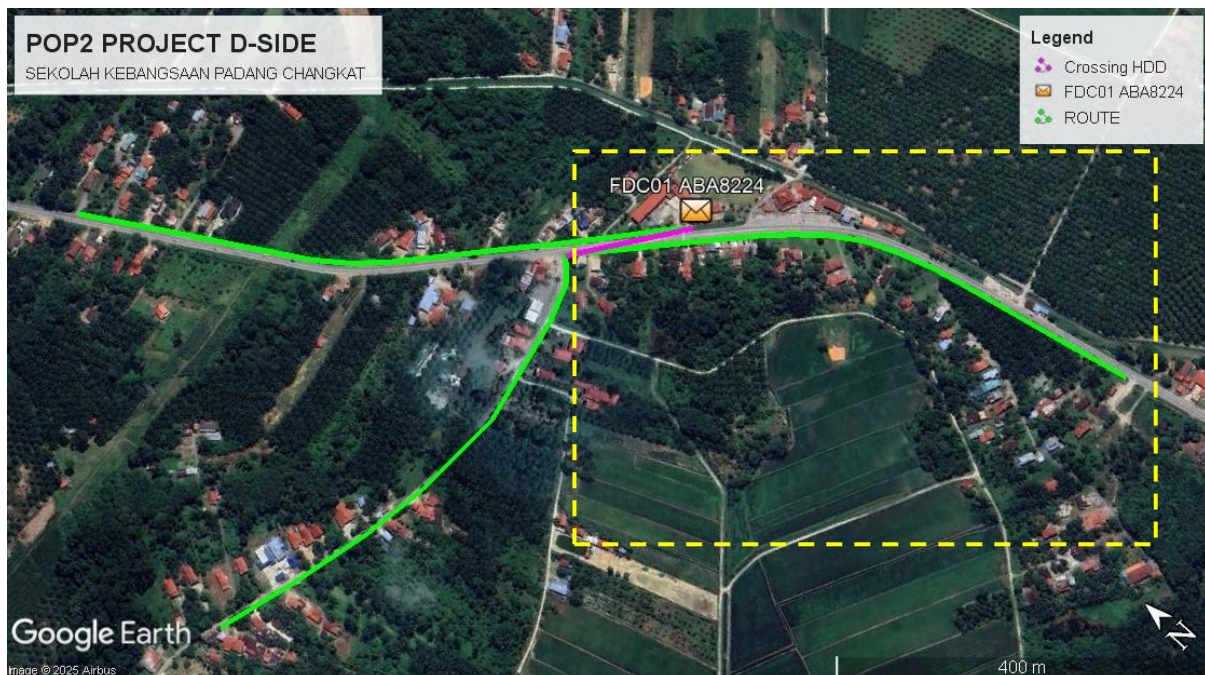 POP2 PROJECT D-SIDE
SEKOLAH KEBANGSAAN PADANG CHANGKAT
Legend
Crossing HDD
FDC01 ABA8224
ROUTE
FDC01 ABA8224
Google Earth
Image © 2025 Airbus
400 m
N